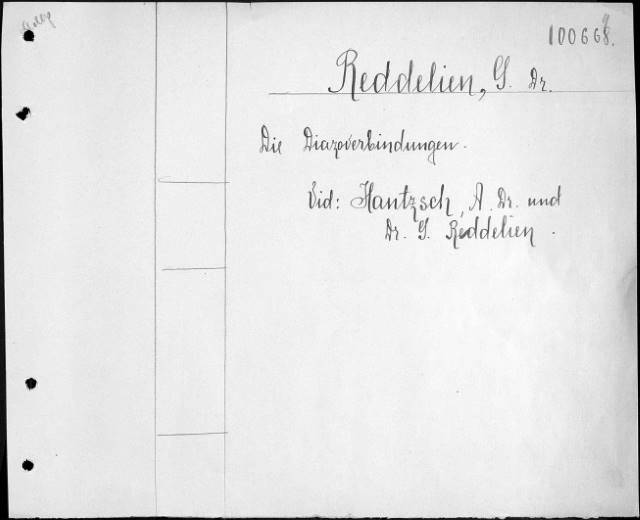 100668.
Reddelien, G. Dr.
Die Diazoverbindungen.
Vid: Hantzsch, A. Dr. und
Dr. G. Reddelien.